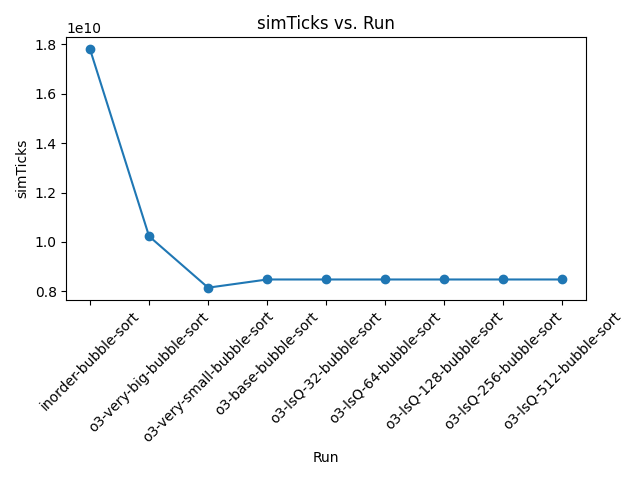 simTicks vs. Run
1e10
1.8
1.6
1.4
1.2
1.0
0.8
simTicks
inorder-bubble-sort
o3-very-big-bubble-sort
o3-very-small-bubble-sort
o3-base-bubble-sort
o3-lsQ-32-bubble-sort
o3-lsQ-64-bubble-sort
o3-lsQ-128-bubble-sort
o3-lsQ-256-bubble-sort
o3-lsQ-512-bubble-sort
Run